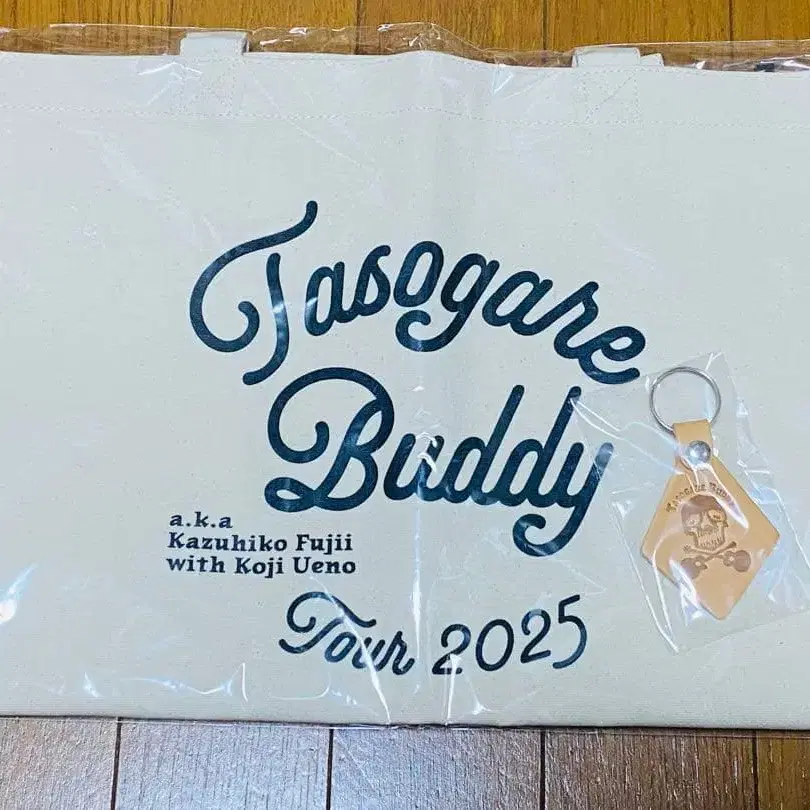 Tasogare
Buddy
a.k.a
Kazuhiko Fujii
with Koji Ueno
Tour 2025